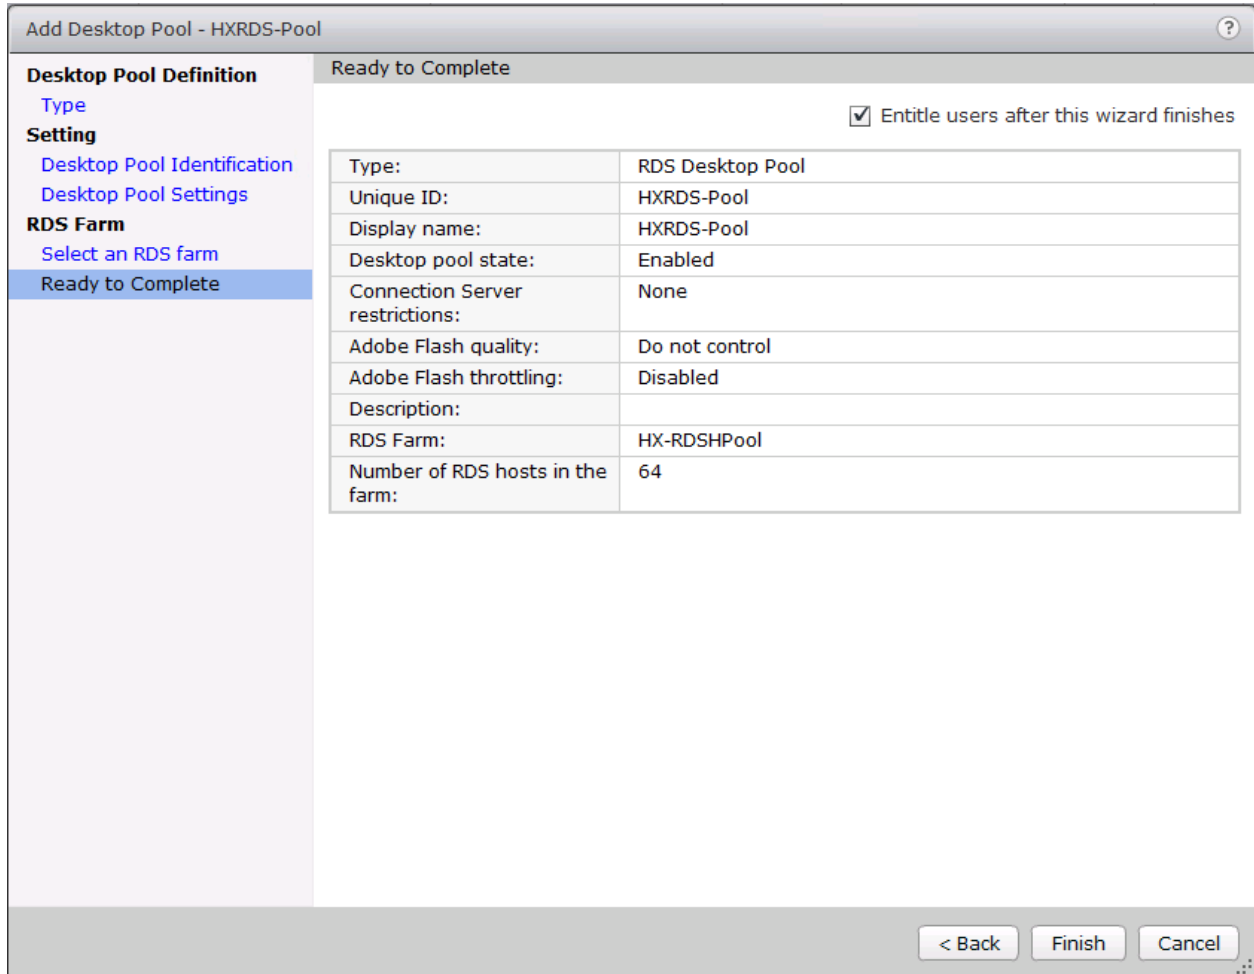 Add Desktop Pool - HXRDS-Pool
?
Desktop Pool Definition
Type
Setting
Desktop Pool Identification
Desktop Pool Settings
RDS Farm
Select an RDS farm
Ready to Complete
Ready to Complete
Entitle users after this wizard finishes
Type: RDS Desktop Pool
Unique ID: HXRDS-Pool
Display name: HXRDS-Pool
Desktop pool state: Enabled
Connection Server None
restrictions:
Adobe Flash quality: Do not control
Adobe Flash throttling: Disabled
Description:
RDS Farm: HX-RDSHPool
Number of RDS hosts in the 64
farm:
< Back Finish Cancel